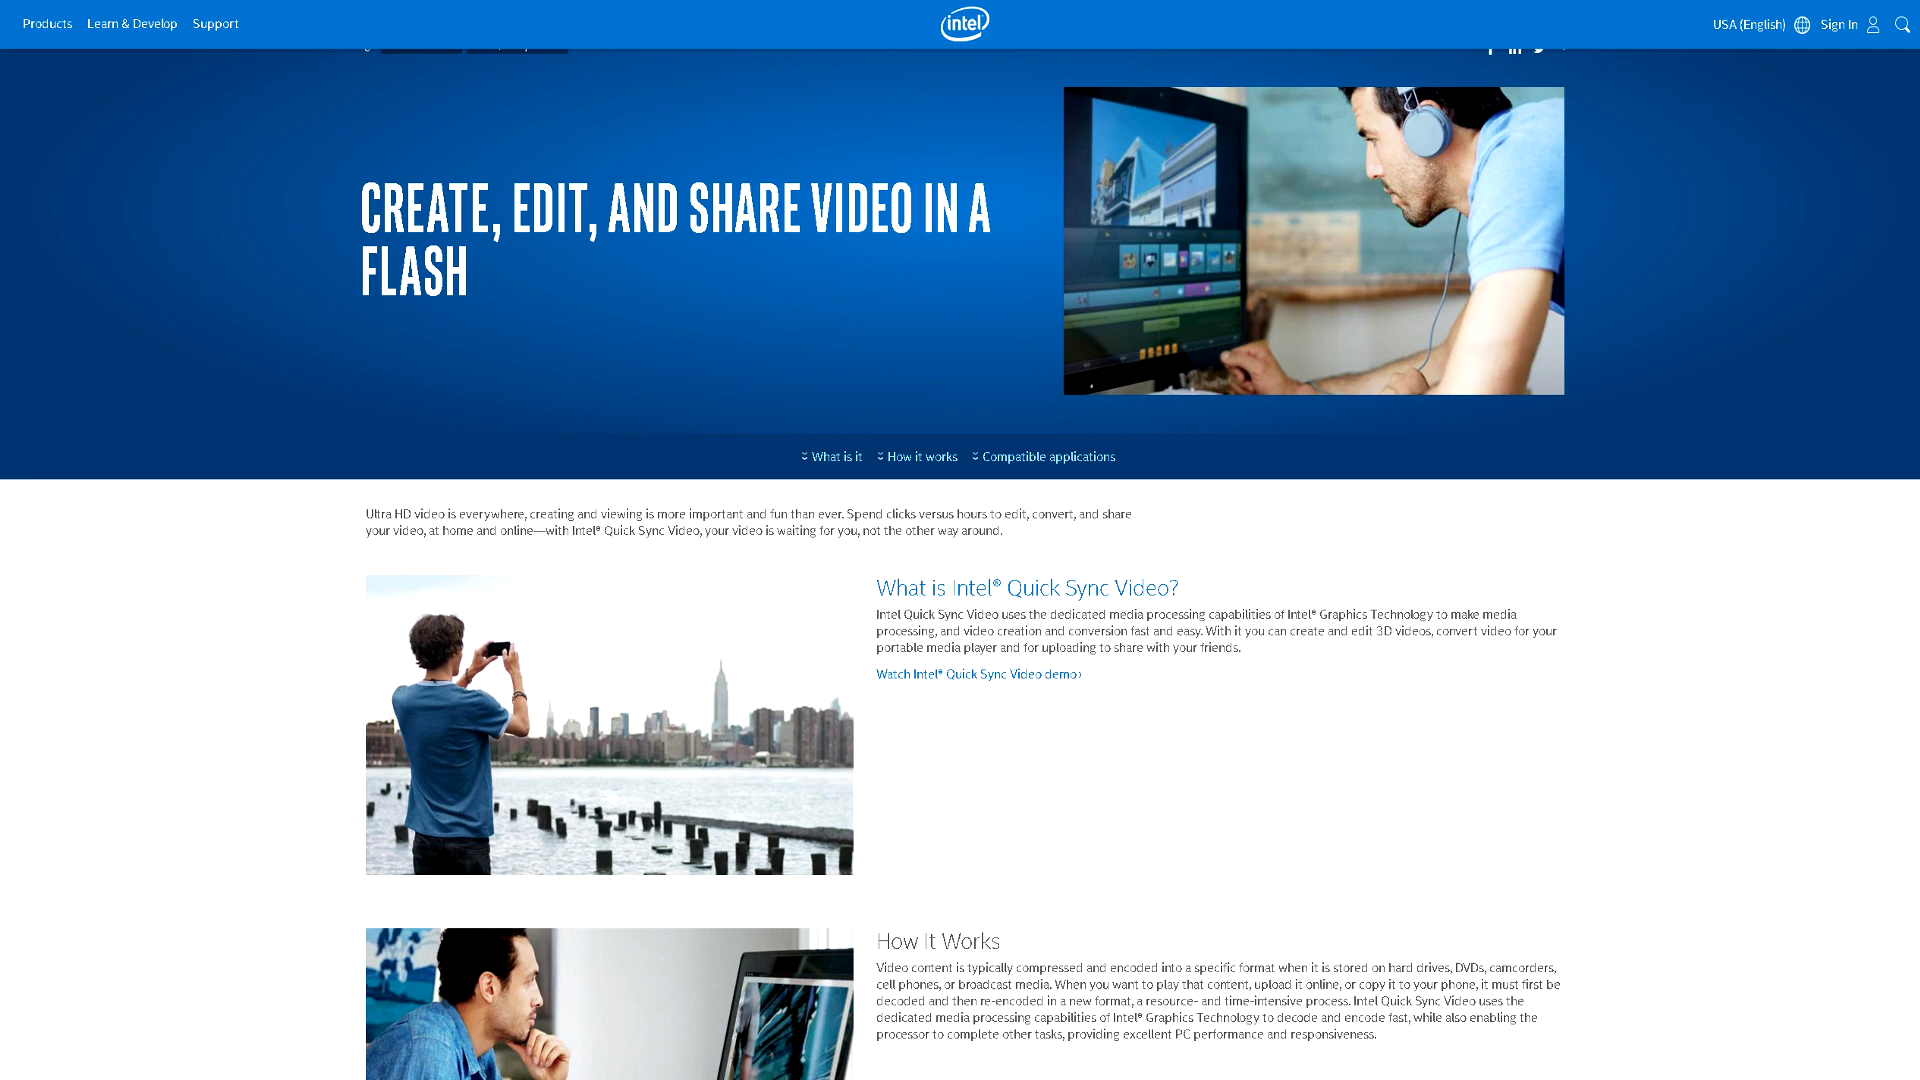 Products Learn & Develop Support
intel
USA (English) Sign In
CREATE, EDIT, AND SHARE VIDEO IN A
FLASH
What is it How it works Compatible applications
Ultra HD video is everywhere, creating and viewing is more important and fun than ever. Spend clicks versus hours to edit, convert, and share
your video, at home and online—with Intel® Quick Sync Video, your video is waiting for you, not the other way around.
What is Intel® Quick Sync Video?
Intel Quick Sync Video uses the dedicated media processing capabilities of Intel® Graphics Technology to make media
processing, and video creation and conversion fast and easy. With it you can create and edit 3D videos, convert video for your
portable media player and for uploading to share with your friends.
Watch Intel® Quick Sync Video demo›
How It Works
Video content is typically compressed and encoded into a specific format when it is stored on hard drives, DVDs, camcorders,
cell phones, or broadcast media. When you want to play that content, upload it online, or copy it to your phone, it must first be
decoded and then re-encoded in a new format, a resource- and time-intensive process. Intel Quick Sync Video uses the
dedicated media processing capabilities of Intel® Graphics Technology to decode and encode fast, while also enabling the
processor to complete other tasks, providing excellent PC performance and responsiveness.